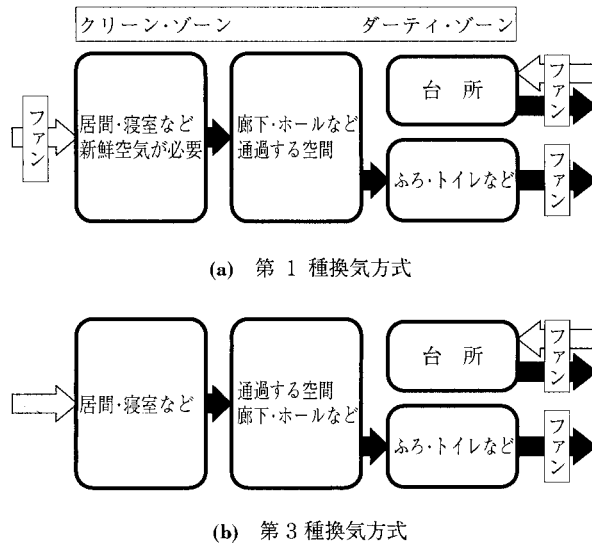 クリーン・ゾーン
ダーティ・ゾーン
ファン
居間・寝室など
新鮮空気が必要
廊下・ホールなど
通過する空間
台 所
ファン
ふろ・トイレなど
ファン
(a) 第 1 種換気方式
居間・寝室など
通過する空間
廊下・ホールなど
台 所
ファン
ふろ・トイレなど
ファン
(b) 第 3 種換気方式